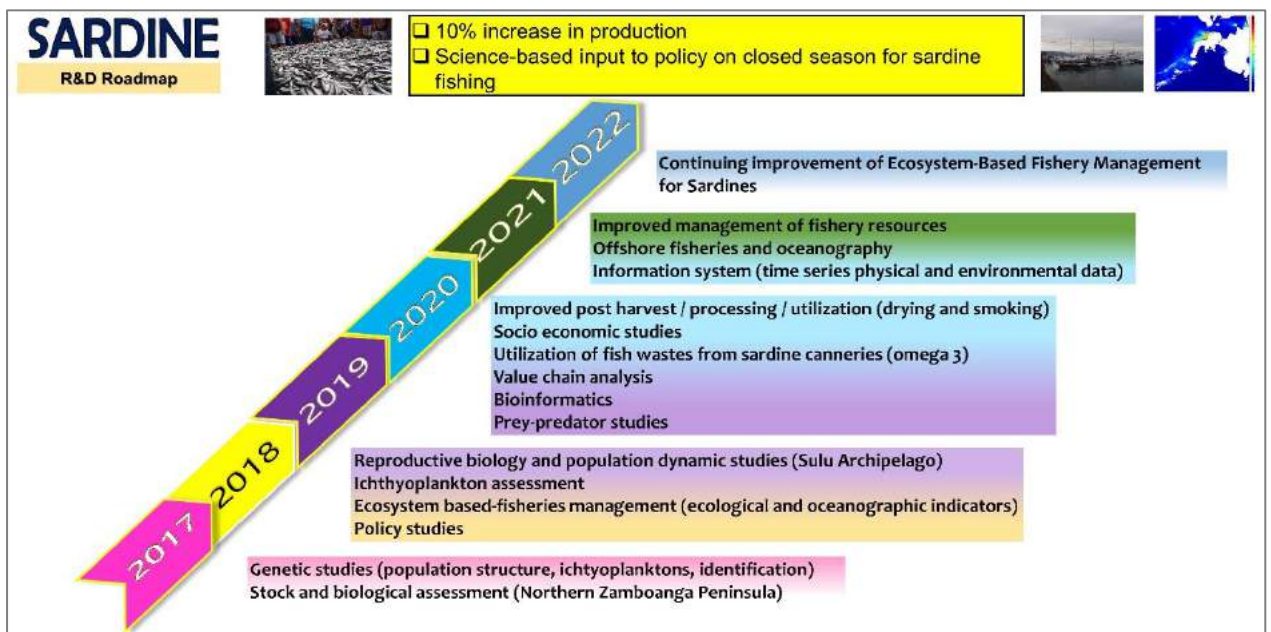 SARDINE
R&D Roadmap
❑ 10% increase in production
❑ Science-based input to policy on closed season for sardine
fishing
2022
Continuing improvement of Ecosystem-Based Fishery Management
for Sardines
2021
Improved management of fishery resources
Offshore fisheries and oceanography
Information system (time series physical and environmental data)
2020
Improved post harvest / processing / utilization (drying and smoking)
Socio economic studies
Utilization of fish wastes from sardine canneries (omega 3)
Value chain analysis
Bioinformatics
Prey-predator studies
2019
Reproductive biology and population dynamic studies (Sulu Archipelago)
Ichthyoplankton assessment
Ecosystem based-fisheries management (ecological and oceanographic indicators)
Policy studies
2018
2017
Genetic studies (population structure, ichtyoplanktons, identification)
Stock and biological assessment (Northern Zamboanga Peninsula)